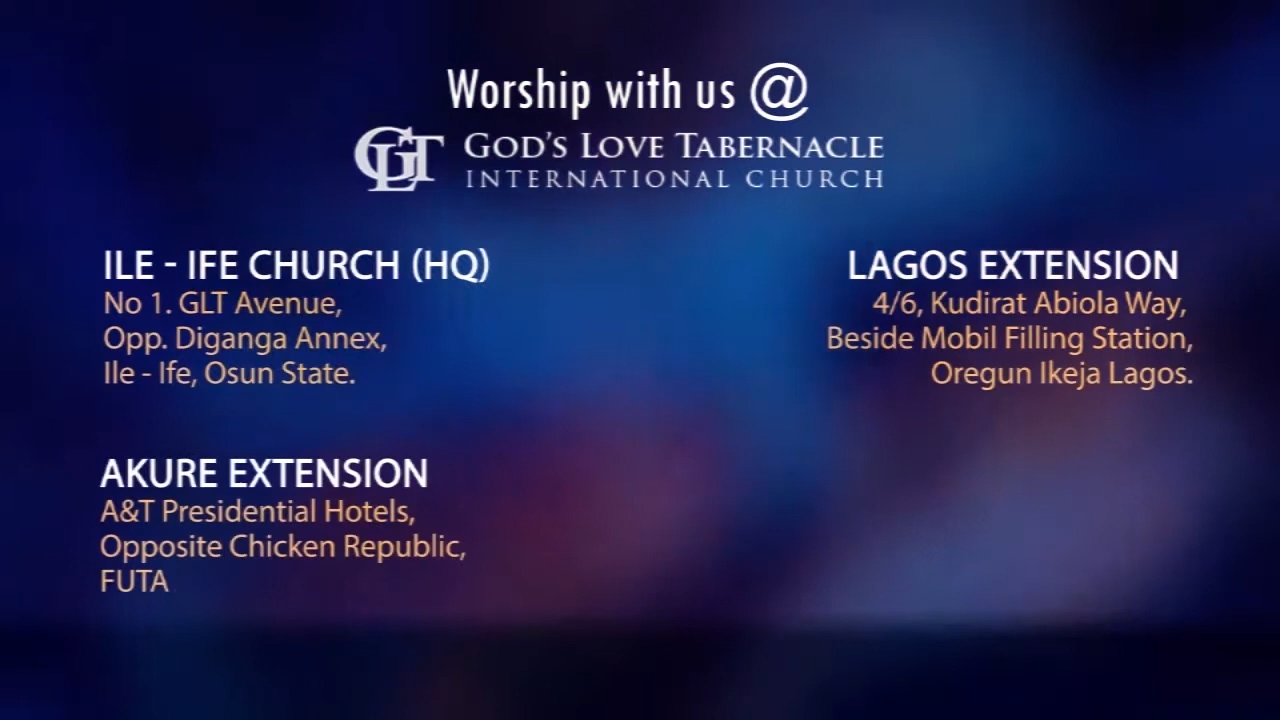 Worship with us @
GLT GOD'S LOVE TABERNACLE
INTERNATIONAL CHURCH
ILE - IFE CHURCH (HQ)
No 1. GLT Avenue,
Opp. Diganga Annex,
Ile - Ife, Osun State.
LAGOS EXTENSION
4/6, Kudirat Abiola Way,
Beside Mobil Filling Station,
Oregun Ikeja Lagos.
AKURE EXTENSION
A&T Presidential Hotels,
Opposite Chicken Republic,
FUTA